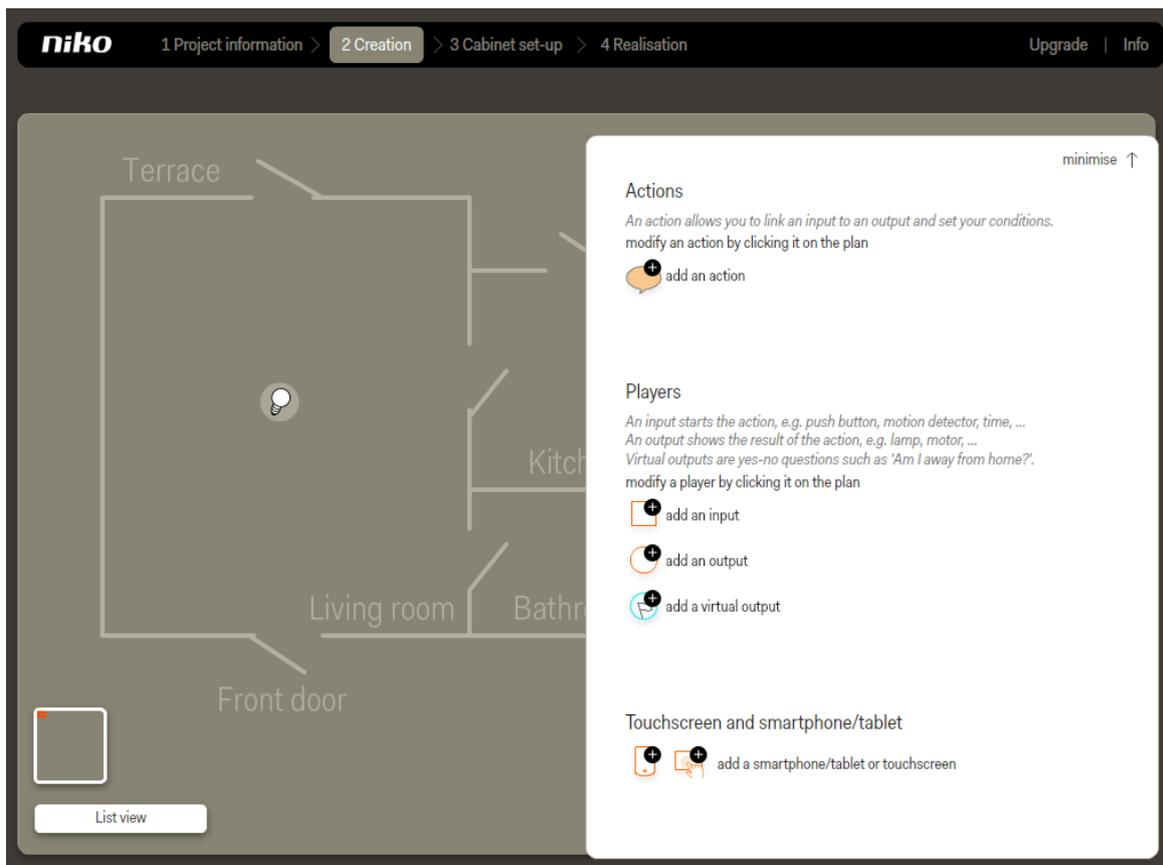 niko 1 Project information 2 Creation 3 Cabinet set-up 4 Realisation Upgrade | Info
minimise
Terrace
Kitch
Living room
Bathr
Front door
List view
Actions
An action allows you to link an input to an output and set your conditions.
modify an action by clicking it on the plan
add an action
Players
An input starts the action, e.g. push button, motion detector, time, ...
An output shows the result of the action, e.g. lamp, motor, ...
Virtual outputs are yes-no questions such as 'Am I away from home?'.
modify a player by clicking it on the plan
add an input
add an output
add a virtual output
Touchscreen and smartphone/tablet
add a smartphone/tablet or touchscreen